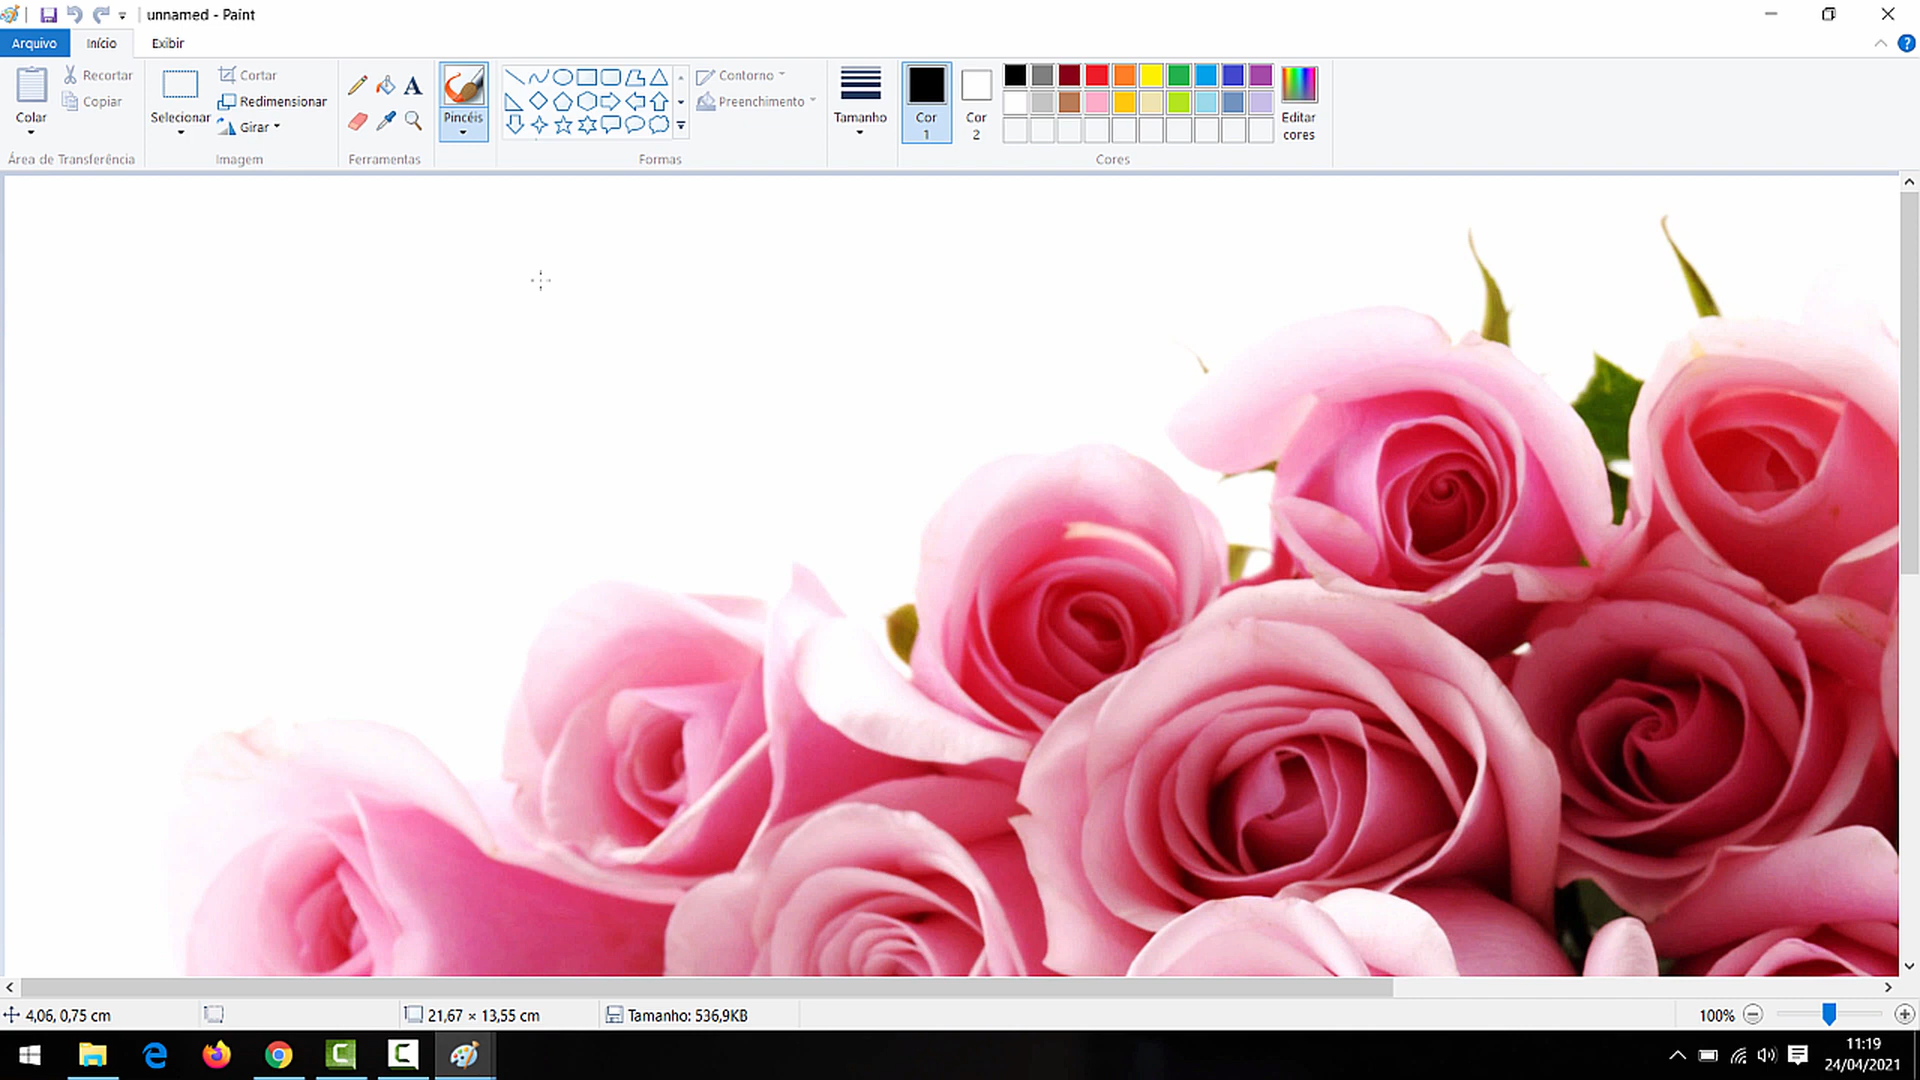 unnamed - Paint
Arquivo Início Exibir
Colar
Recortar
Copiar
Área de Transferência
Selecionar
Cortar
Redimensionar
Girar
Imagem
A
Ferramentas
Pincéis
Contorno
Preenchimento
Formas
Tamanho
Cor
1
Cor
2
Editar
cores
Cores
4,06, 0,75 cm
21,67 × 13,55 cm
Tamanho: 536,9KB
100%
11:19
24/04/2021